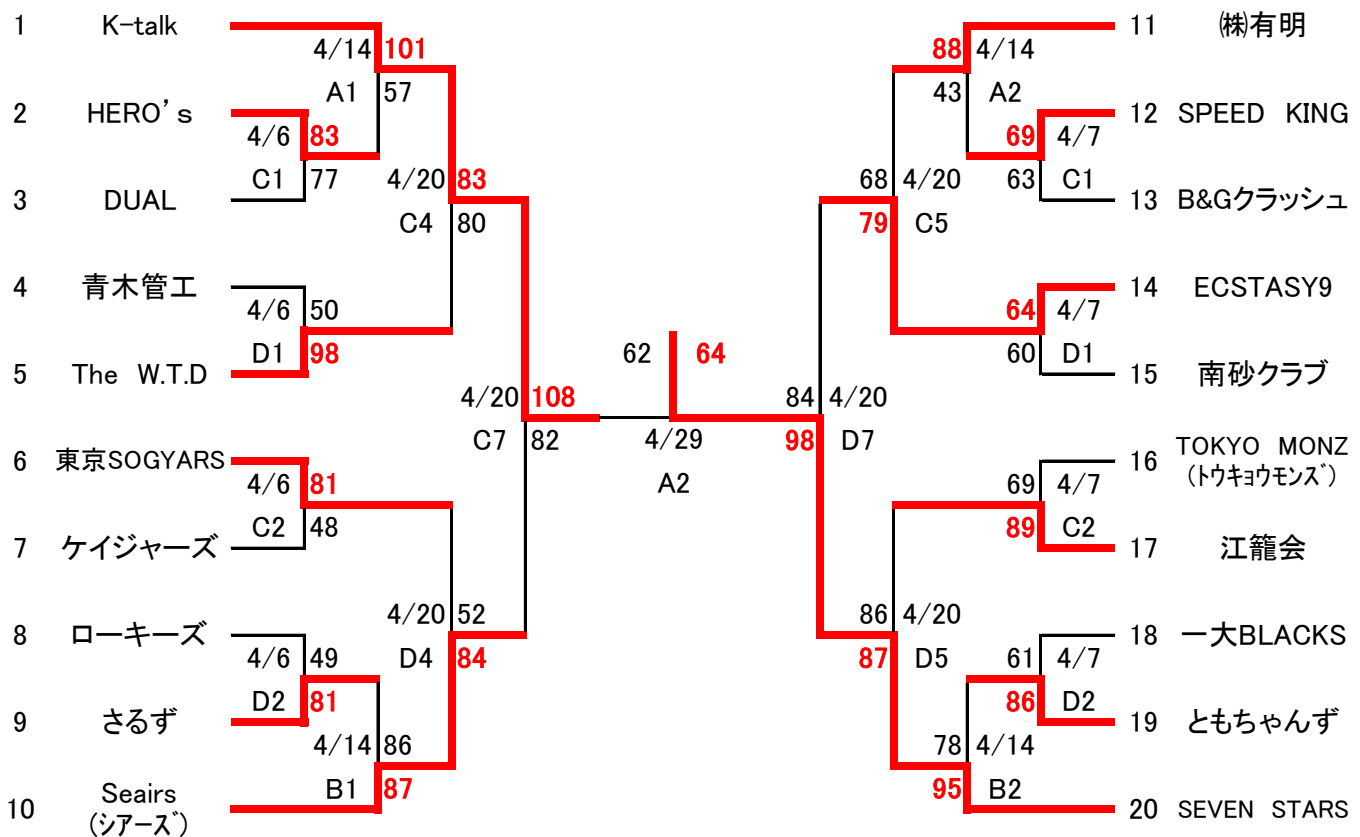 1 K-talk
4/14 101
A1 57
2 HERO's
4/6 83
C1 77
3 DUAL
4/20 83
C4 80
4 青木管工
4/6 50
D1 98
5 The W.T.D
4/20 108
C7 82
6 東京SOGYARS
4/6 81
C2 48
7 ケイジャーズ
4/20 52
D4 84
8 ローキーズ
4/6 49
D2 81
9 さるず
4/14 86
B1 87
10 Seairs
(シアーズ)
62 64
4/29
A2
88 4/14
43 A2
11 ㈱有明
12 SPEED KING
69 4/7
63 C1
13 B&Gクラッシュ
68 4/20
79 C5
14 ECSTASY9
64 4/7
60 D1
15 南砂クラブ
84 4/20
98 D7
16 TOKYO MONZ
(トウキョウモンズ)
69 4/7
89 C2
17 江籠会
86 4/20
87 D5
18 一大BLACKS
61 4/7
86 D2
19 ともちゃんず
78 4/14
95 B2
20 SEVEN STARS